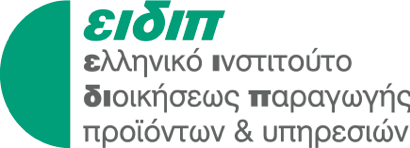 ειδιπ
ελληνικό ινστιτούτο
διοικήσεως παραγωγής
προϊόντων & υπηρεσιών